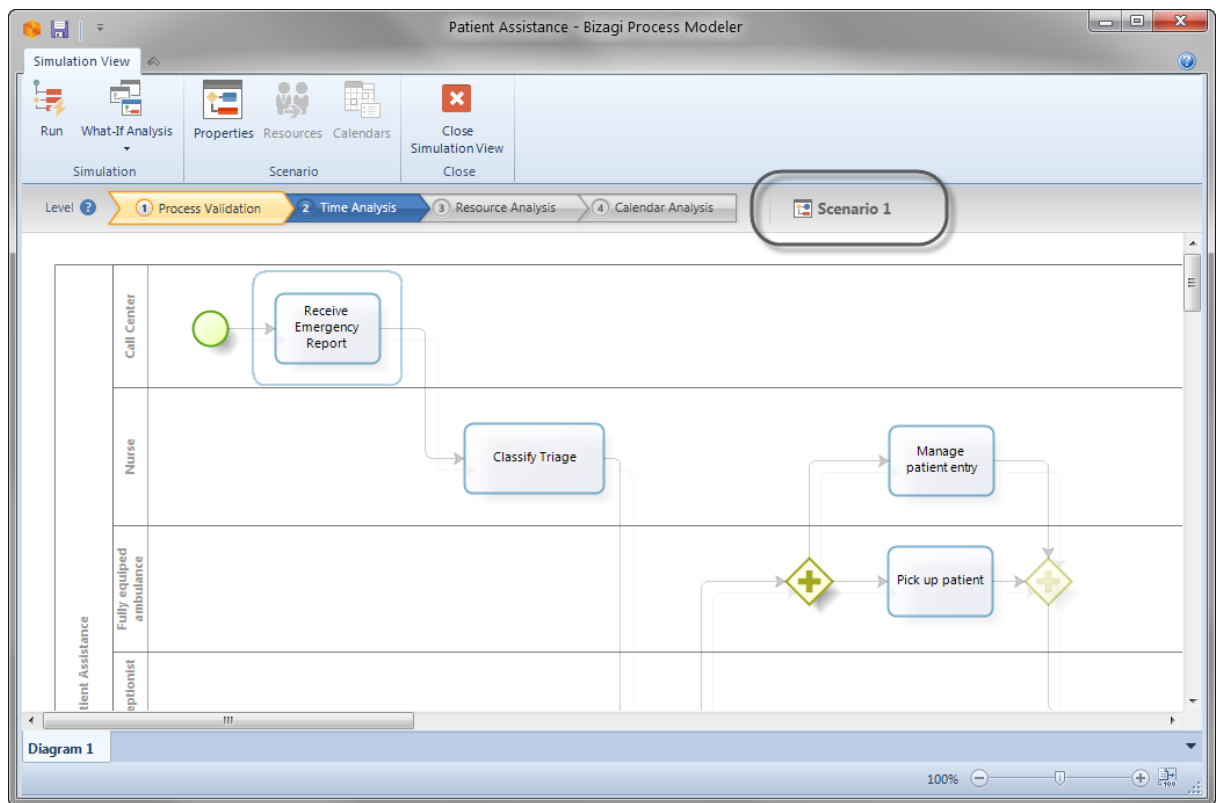 Patient Assistance - Bizagi Process Modeler
Simulation View
Run
What-If Analysis
Properties
Resources
Calendars
Close
Simulation View
Simulation
Scenario
Close
Level ?
1 Process Validation
2 Time Analysis
3 Resource Analysis
4 Calendar Analysis
Scenario 1
Call Center
Receive
Emergency
Report
Nurse
Classify Triage
Manage
patient entry
Fully equiped
ambulance
Pick up patient
tient Assistance
eptionist
Diagram 1
100%